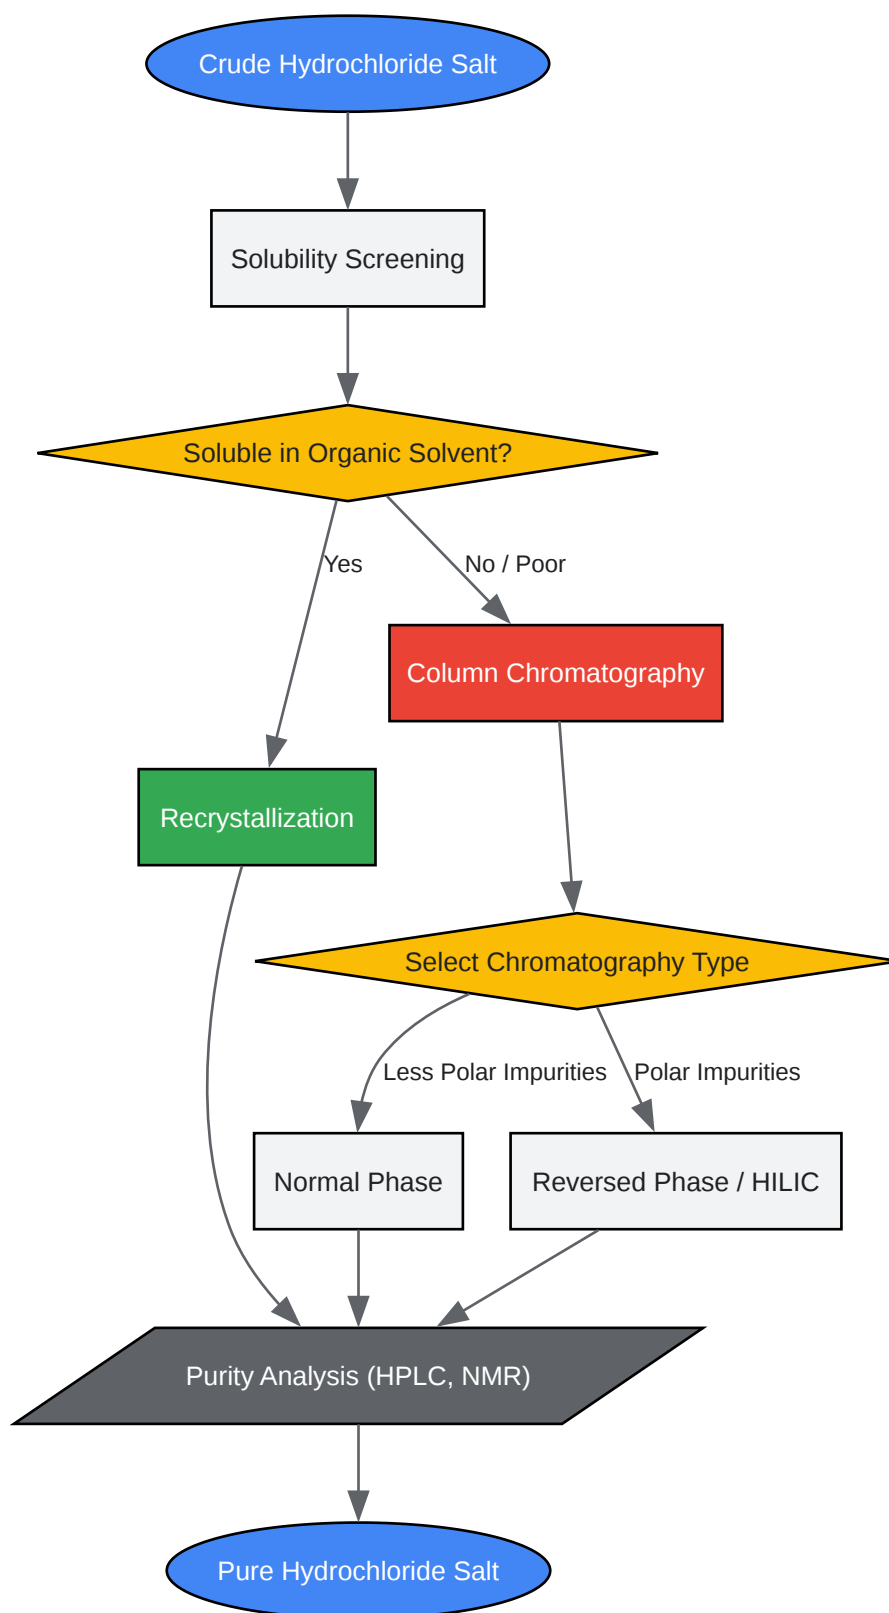 Crude Hydrochloride Salt
Solubility Screening
Soluble in Organic Solvent?
Yes
No / Poor
Column Chromatography
Recrystallization
Select Chromatography Type
Less Polar Impurities
Polar Impurities
Normal Phase
Reversed Phase / HILIC
Purity Analysis (HPLC, NMR)
Pure Hydrochloride Salt